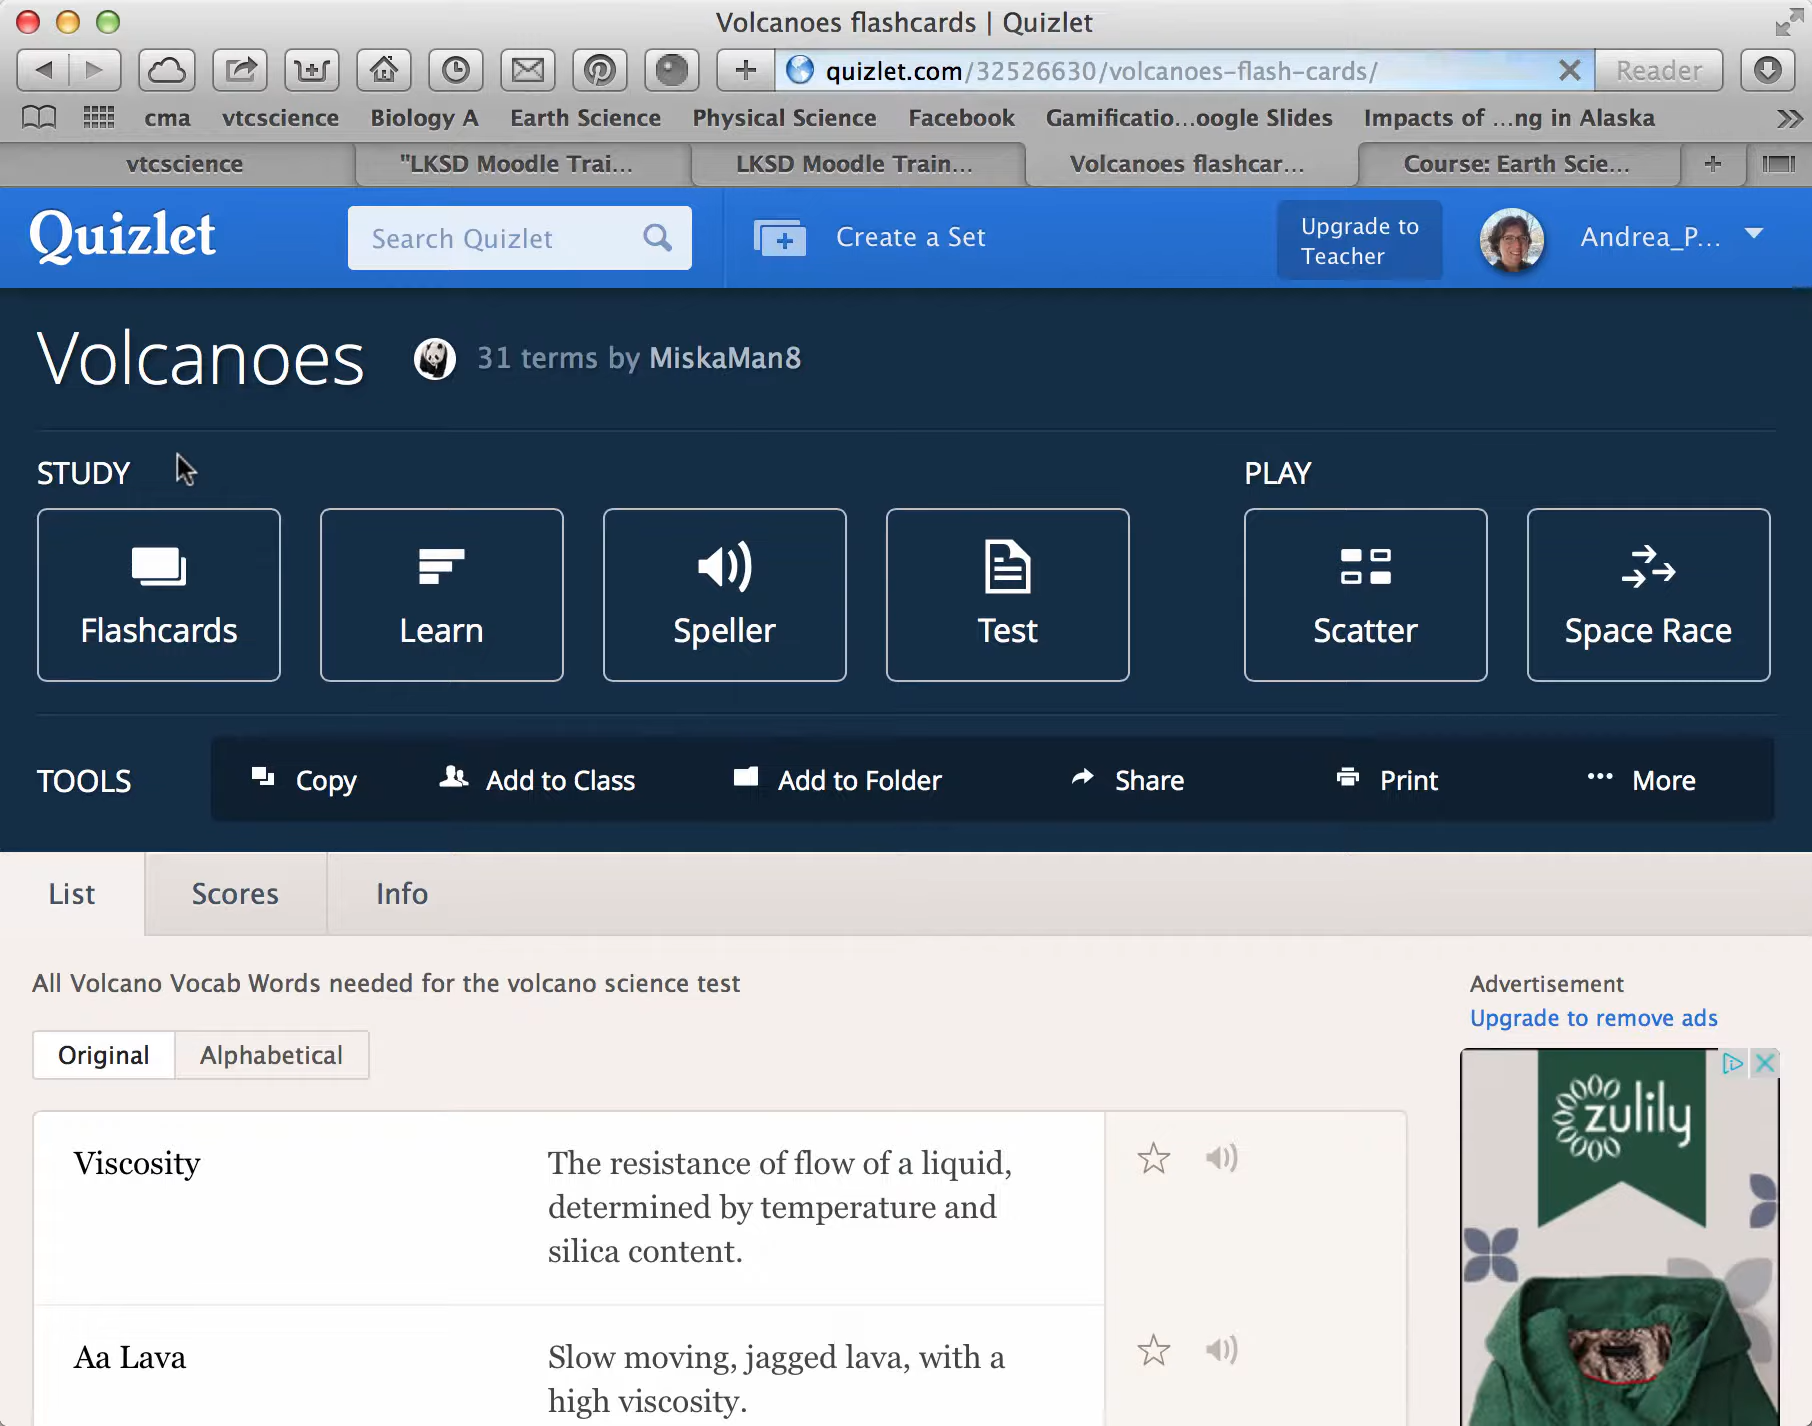 Volcanoes flashcards | Quizlet
quizlet.com/32526630/volcanoes-flash-cards/
Reader
cma vtcscience Biology A Earth Science Physical Science Facebook Gamificatio...oogle Slides Impacts of ...ng in Alaska
vtcscience "LKSD Moodle Trai... LKSD Moodle Train... Volcanoes flashcar... Course: Earth Scie...
Quizlet
Search Quizlet
Create a Set
Upgrade to
Teacher
Andrea_P...
Volcanoes
31 terms by MiskaMan8
STUDY
PLAY
Flashcards Learn Speller Test Scatter Space Race
TOOLS Copy Add to Class Add to Folder Share Print More
List Scores Info
All Volcano Vocab Words needed for the volcano science test
Advertisement
Upgrade to remove ads
Original Alphabetical
zulily
Viscosity
The resistance of flow of a liquid,
determined by temperature and
silica content.
Aa Lava
Slow moving, jagged lava, with a
high viscosity.